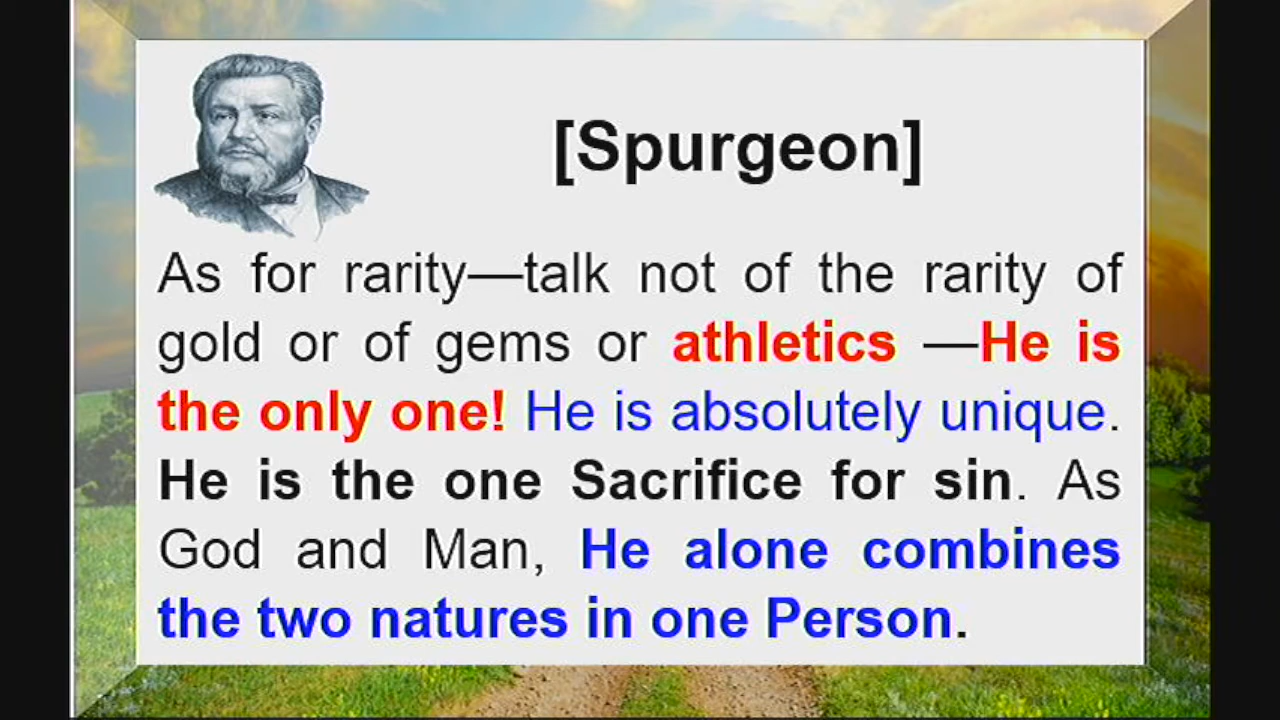 [Spurgeon]
As for rarity—talk not of the rarity of
gold or of gems or athletics —He is
the only one! He is absolutely unique.
He is the one Sacrifice for sin. As
God and Man, He alone combines
the two natures in one Person.